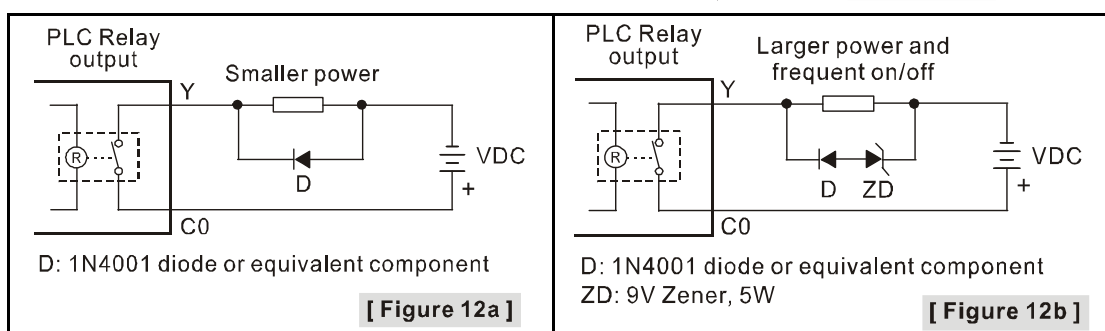 PLC Relay
output
Smaller power
Y
R
D
VDC
+
C0
D: 1N4001 diode or equivalent component
[ Figure 12a ]
PLC Relay
output
Larger power and
frequent on/off
Y
R
D ZD
VDC
+
C0
D: 1N4001 diode or equivalent component
ZD: 9V Zener, 5W
[ Figure 12b ]